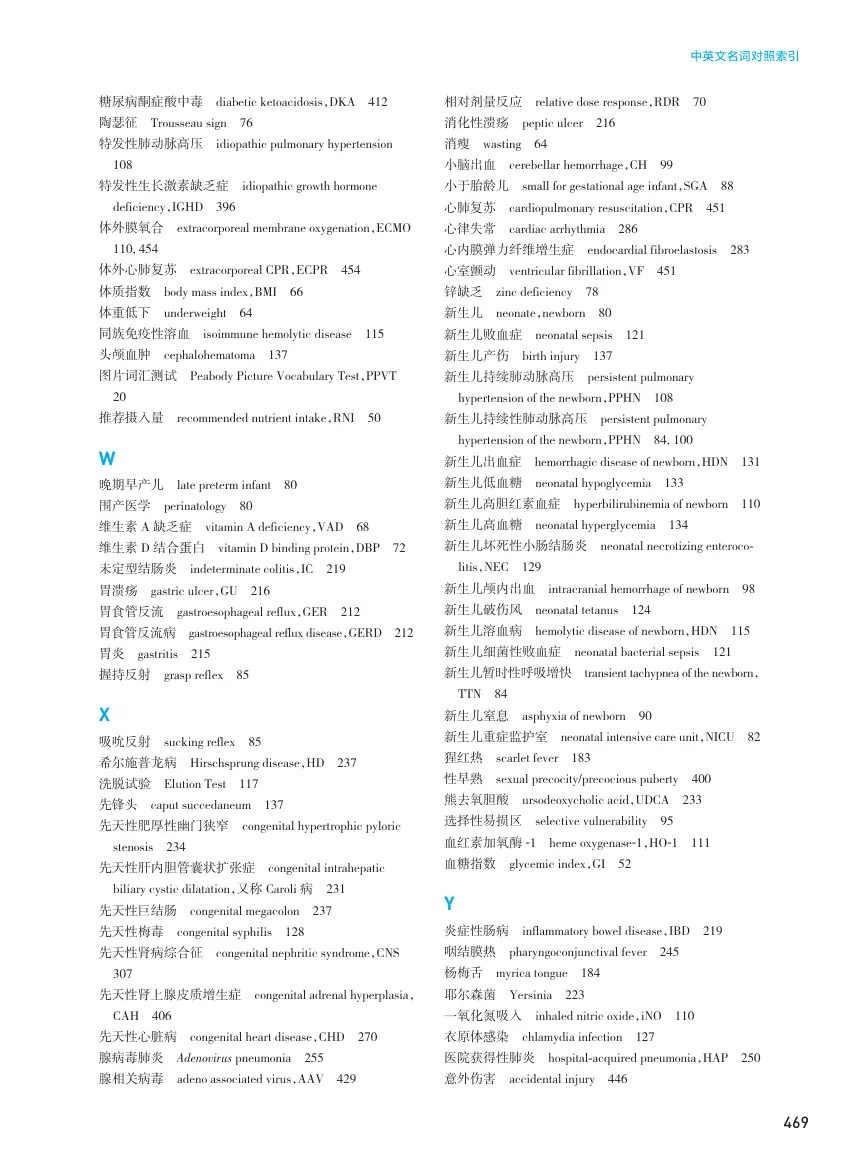 中英文名词对照索引
糖尿病酮症酸中毒 diabetic ketoacidosis,DKA 412
陶瑟征 Trousseau sign 76
特发性肺动脉高压 idiopathic pulmonary hypertension
108
特发性生长激素缺乏症 idiopathic growth hormone
deficiency,IGHD 396
体外膜氧合 extracorporeal membrane oxygenation,ECMO
110, 454
体外心肺复苏 extracorporeal CPR,ECPR 454
体质指数 body mass index,BMI 66
体重低下 underweight 64
同族免疫性溶血 isoimmune hemolytic disease 115
头颅血肿 cephalohematoma 137
图片词汇测试 Peabody Picture Vocabulary Test,PPVT
20
推荐摄入量 recommended nutrient intake,RNI 50
W
晚期早产儿 late preterm infant 80
围产医学 perinatology 80
维生素 A 缺乏症 vitamin A deficiency,VAD 68
维生素 D 结合蛋白 vitamin D binding protein,DBP 72
未定型结肠炎 indeterminate colitis,IC 219
胃溃疡 gastric ulcer,GU 216
胃食管反流 gastroesophageal reflux,GER 212
胃食管反流病 gastroesophageal reflux disease,GERD 212
胃炎 gastritis 215
握持反射 grasp reflex 85
X
吸吮反射 sucking reflex 85
希尔施普龙病 Hirschsprung disease,HD 237
洗脱试验 Elution Test 117
先锋头 caput succedaneum 137
先天性肥厚性幽门狭窄 congenital hypertrophic pyloric
stenosis 234
先天性肝内胆管囊状扩张症 congenital intrahepatic
biliary cystic dilatation,又称 Caroli 病 231
先天性巨结肠 congenital megacolon 237
先天性梅毒 congenital syphilis 128
先天性肾病综合征 congenital nephritic syndrome,CNS
307
先天性肾上腺皮质增生症 congenital adrenal hyperplasia,
CAH 406
先天性心脏病 congenital heart disease,CHD 270
腺病毒肺炎 Adenovirus pneumonia 255
腺相关病毒 adeno associated virus,AAV 429
相对剂量反应 relative dose response,RDR 70
消化性溃疡 peptic ulcer 216
消瘦 wasting 64
小脑出血 cerebellar hemorrhage,CH 99
小于胎龄儿 small for gestational age infant,SGA 88
心肺复苏 cardiopulmonary resuscitation,CPR 451
心律失常 cardiac arrhythmia 286
心内膜弹力纤维增生症 endocardial fibroelastosis 283
心室颤动 ventricular fibrillation,VF 451
锌缺乏 zinc deficiency 78
新生儿 neonate,newborn 80
新生儿败血症 neonatal sepsis 121
新生儿产伤 birth injury 137
新生儿持续肺动脉高压 persistent pulmonary
hypertension of the newborn,PPHN 108
新生儿持续性肺动脉高压 persistent pulmonary
hypertension of the newborn,PPHN 84, 100
新生儿出血症 hemorrhagic disease of newborn,HDN 131
新生儿低血糖 neonatal hypoglycemia 133
新生儿高胆红素血症 hyperbilirubinemia of newborn 110
新生儿高血糖 neonatal hyperglycemia 134
新生儿坏死性小肠结肠炎 neonatal necrotizing enteroco-
litis,NEC 129
新生儿颅内出血 intracranial hemorrhage of newborn 98
新生儿破伤风 neonatal tetanus 124
新生儿溶血病 hemolytic disease of newborn,HDN 115
新生儿细菌性败血症 neonatal bacterial sepsis 121
新生儿暂时性呼吸增快 transient tachypnea of the newborn,
TTN 84
新生儿窒息 asphyxia of newborn 90
新生儿重症监护室 neonatal intensive care unit,NICU 82
猩红热 scarlet fever 183
性早熟 sexual precocity/precocious puberty 400
熊去氧胆酸 ursodeoxycholic acid,UDCA 233
选择性易损区 selective vulnerability 95
血红素加氧酶 -1 heme oxygenase-1,HO-1 111
血糖指数 glycemic index,GI 52
Y
炎症性肠病 inflammatory bowel disease,IBD 219
咽结膜热 pharyngoconjunctival fever 245
杨梅舌 myrica tongue 184
耶尔森菌 Yersinia 223
一氧化氮吸入 inhaled nitric oxide,iNO 110
衣原体感染 chlamydia infection 127
医院获得性肺炎 hospital-acquired pneumonia,HAP 250
意外伤害 accidental injury 446
469